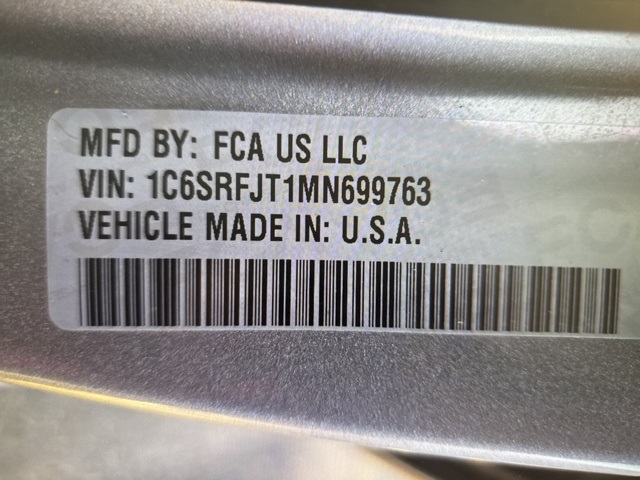 MFD BY: FCA US LLC
VIN: 1C6SRFJT1MN699763
VEHICLE MADE IN: U.S.A.